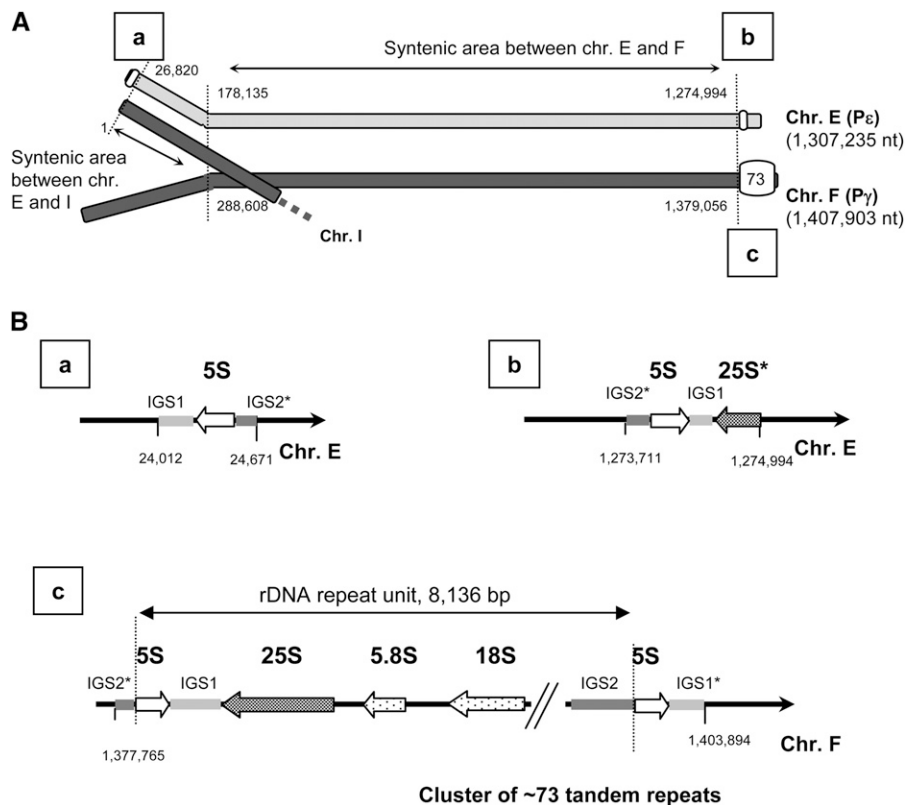 A
a
b
26,820
Syntenic area between chr. E and F
178,135
1,274,994
Chr. E (Pε)
(1,307,235 nt)
1
Syntenic area
between chr.
E and I
73
Chr. F (Pγ)
(1,407,903 nt)
288,608
1,379,056
Chr. I
c
B
a
5S
IGS1
IGS2*
24,012
24,671
Chr. E
b
5S
25S*
IGS2*
IGS1
1,273,711
1,274,994
Chr. E
c
rDNA repeat unit, 8,136 bp
5S
25S
5.8S
18S
5S
IGS2*
IGS1
IGS2
IGS1*
1,377,765
1,403,894
Chr. F
Cluster of ~73 tandem repeats